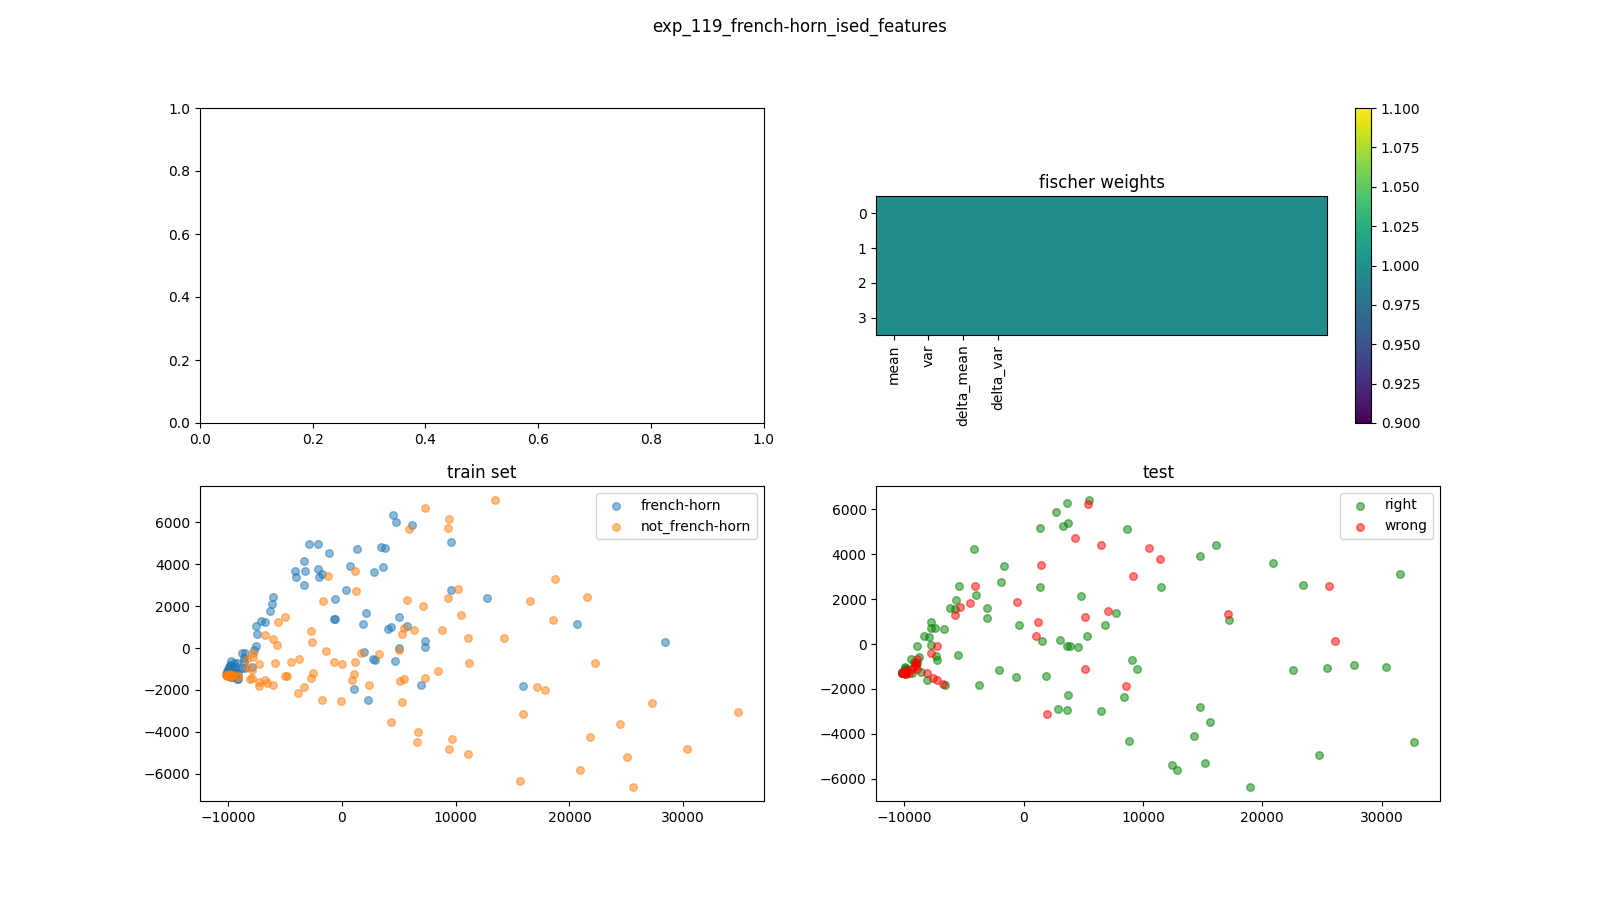 exp_119_french-horn_ised_features
1.0
0.8
0.6
0.4
0.2
0.0
0.0 0.2 0.4 0.6 0.8 1.0
fischer weights
0
1
2
3
mean var delta_mean delta_var
1.100
1.075
1.050
1.025
1.000
0.975
0.950
0.925
0.900
train set
french-horn
not_french-horn
6000
4000
2000
0
−2000
−4000
−6000
−10000 0 10000 20000 30000
test
right
wrong
6000
4000
2000
0
−2000
−4000
−6000
−10000 0 10000 20000 30000